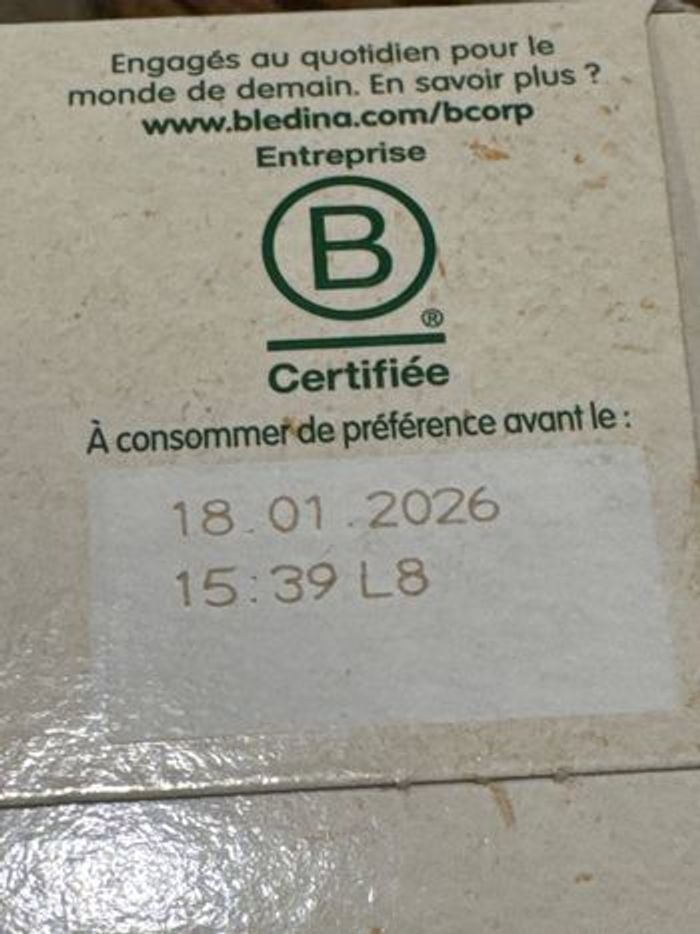 Engagés au quotidien pour le
monde de demain. En savoir plus ?
www.bledina.com/bcorp
Entreprise
B
®
Certifiée
À consommer de préférence avant le :
18.01.2026
15:39 L8